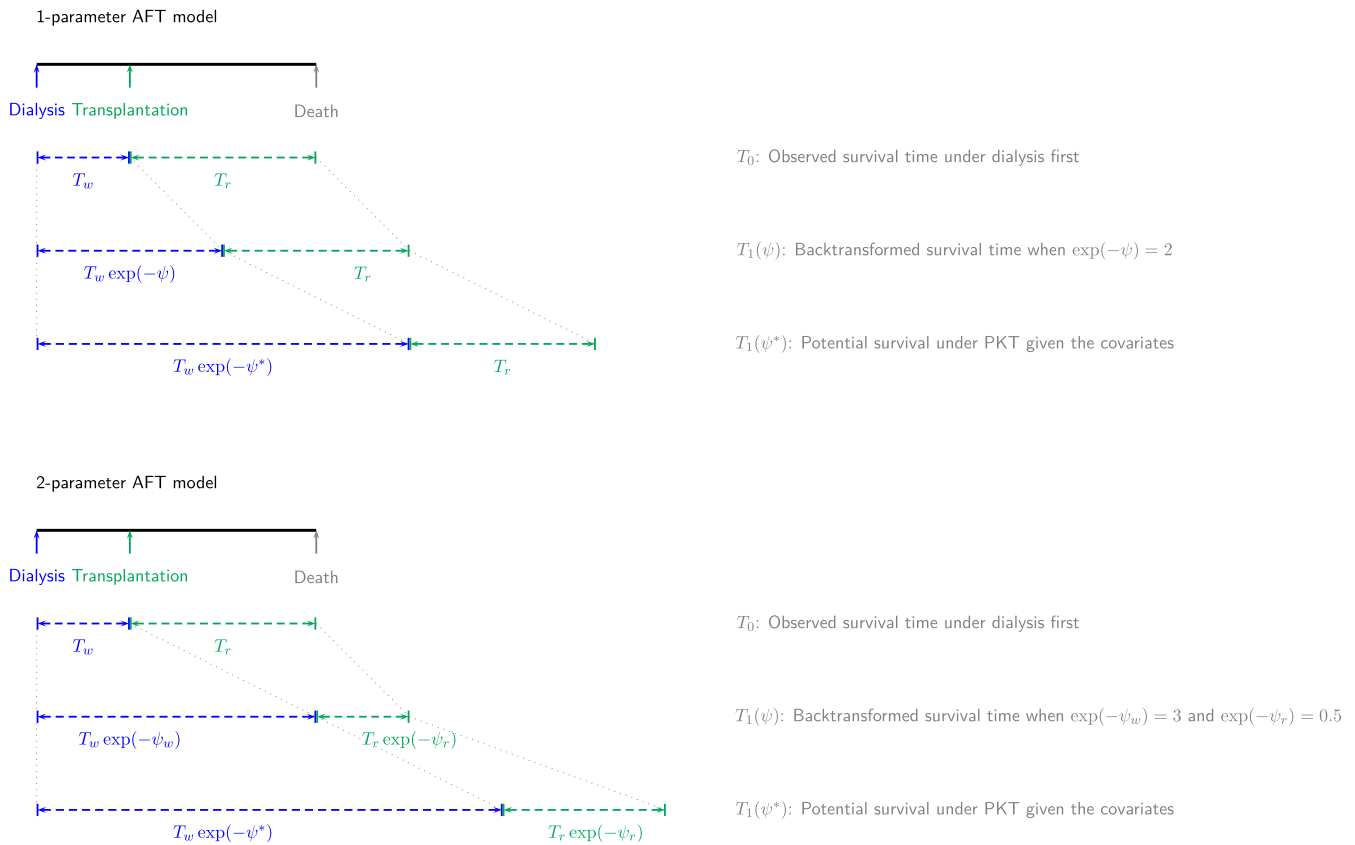 1-parameter AFT model
Dialysis Transplantation Death
T_w T_r T_0: Observed survival time under dialysis first
T_w exp(−ψ) T_r T_1(ψ): Backtransformed survival time when exp(−ψ) = 2
T_w exp(−ψ*) T_r T_1(ψ*): Potential survival under PKT given the covariates
2-parameter AFT model
Dialysis Transplantation Death
T_w T_r T_0: Observed survival time under dialysis first
T_w exp(−ψ_w) T_r exp(−ψ_r) T_1(ψ): Backtransformed survival time when exp(−ψ_w) = 3 and exp(−ψ_r) = 0.5
T_w exp(−ψ*) T_r exp(−ψ_r) T_1(ψ*): Potential survival under PKT given the covariates